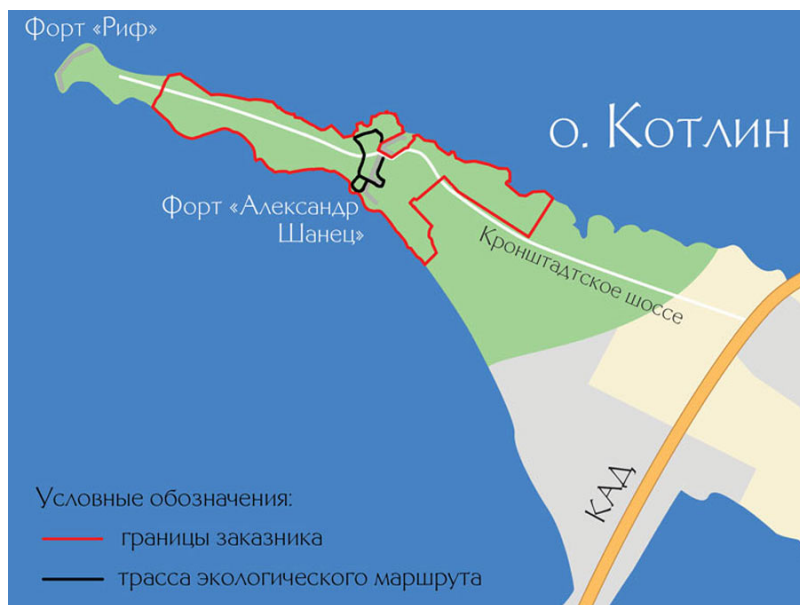 Форт «Риф»
о. Котлин
Форт «Александр
Шанец»
Кронштадтское шоссе
КАД
Условные обозначения:
границы заказника
трасса экологического маршрута